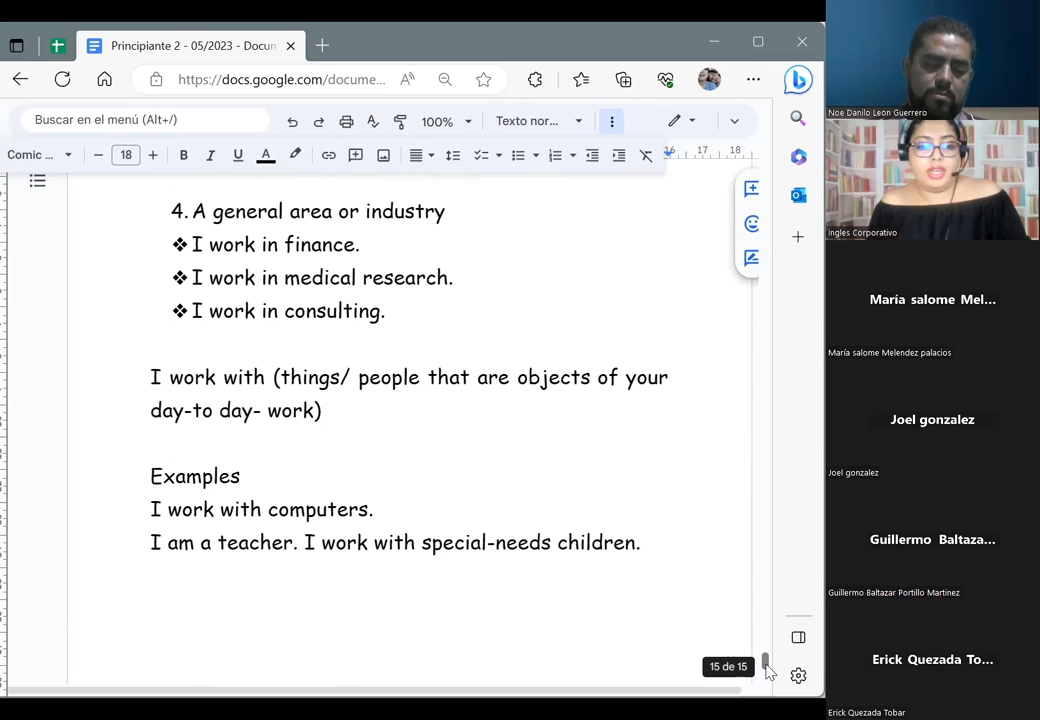 Principiante 2 - 05/2023 - Docum
https://docs.google.com/docume...
Buscar en el menú (Alt+/)
100%
Texto nor...
Comic ...
18
16 17 18
4. A general area or industry
❖ I work in finance.
❖ I work in medical research.
❖ I work in consulting.
I work with (things/ people that are objects of your
day-to day- work)
Examples
I work with computers.
I am a teacher. I work with special-needs children.
15 de 15
Noe Danilo Leon Guerrero
Ingles Corporativo
María salome Mel...
María salome Melendez palacios
Joel gonzalez
Joel gonzalez
Guillermo Baltaza...
Guillermo Baltazar Portillo Martinez
Erick Quezada To...
Erick Quezada Tobar